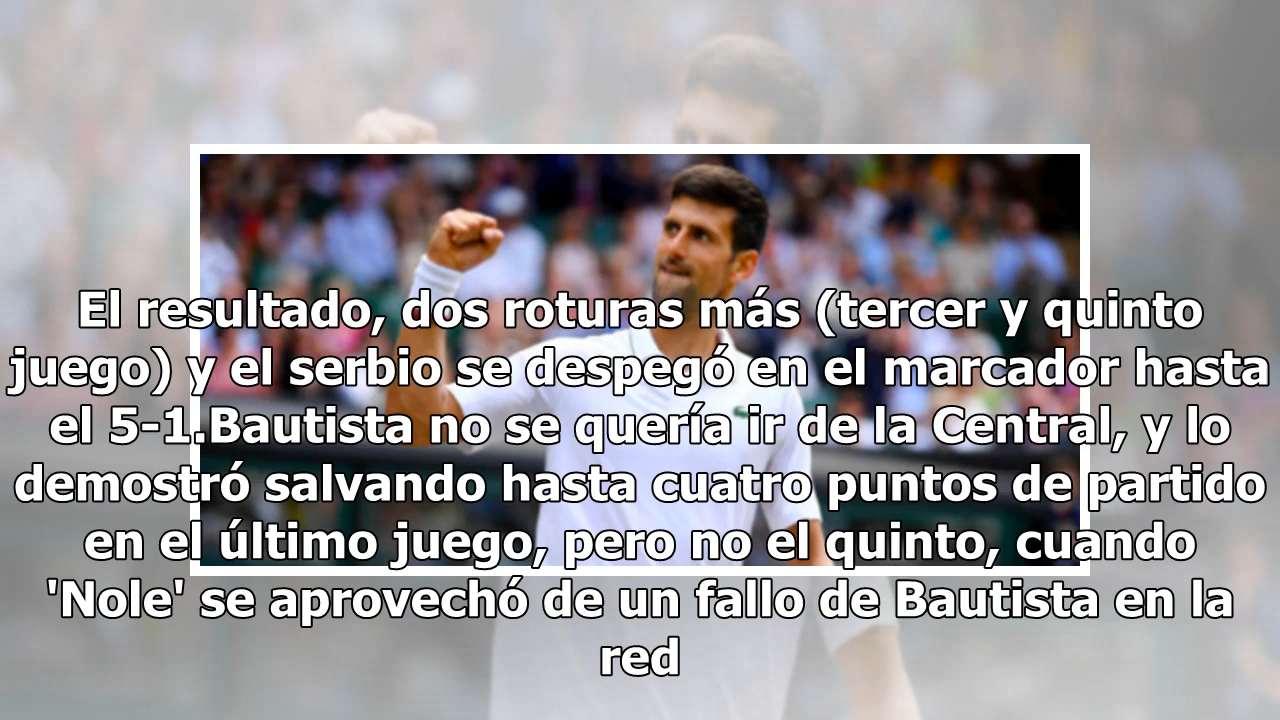 El resultado, dos roturas más (tercer y quinto
juego) y el serbio se despegó en el marcador hasta
el 5-1.Bautista no se quería ir de la Central, y lo
demostró salvando hasta cuatro puntos de partido
en el último juego, pero no el quinto, cuando
'Nole' se aprovechó de un fallo de Bautista en la
red